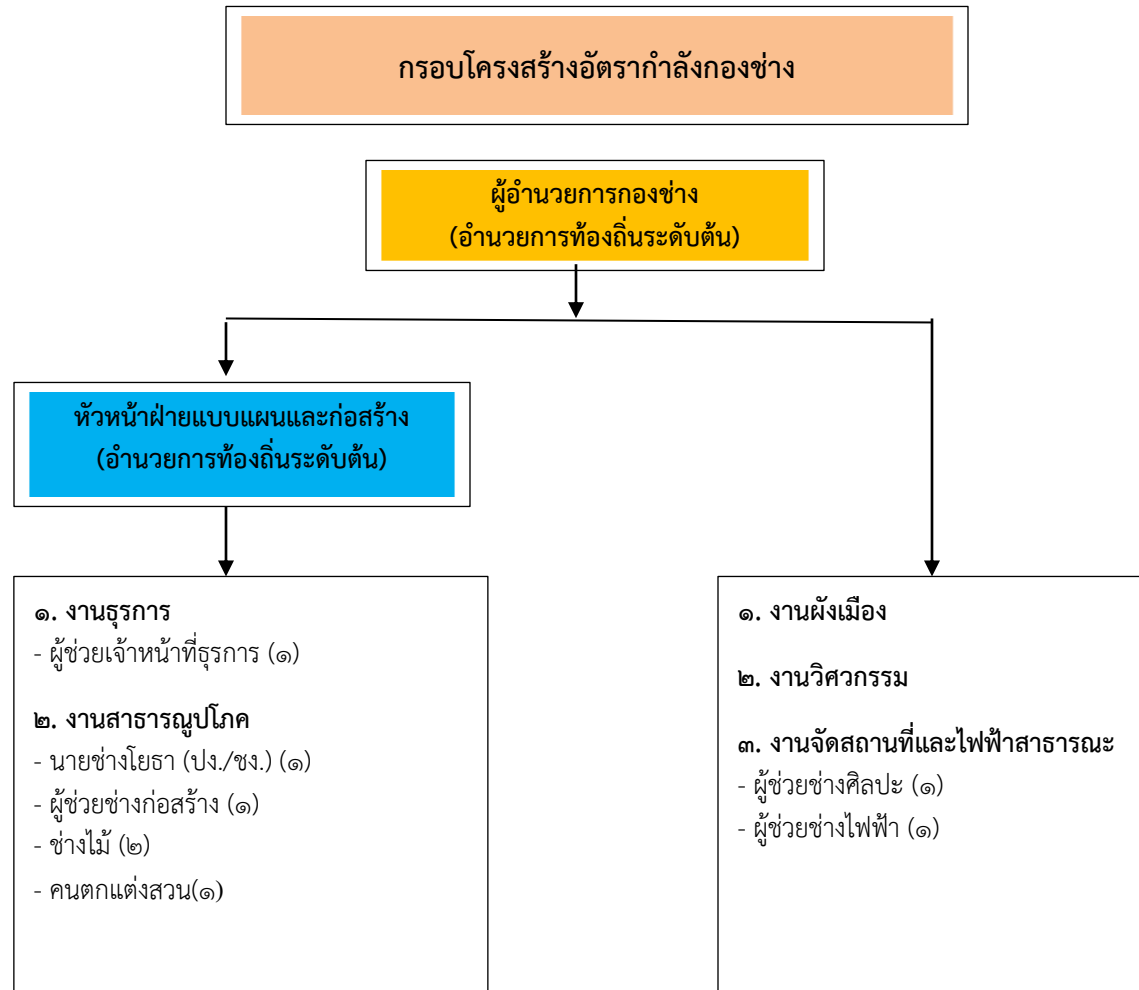 กรอบโครงสร้างอัตรากำลังกองช่าง
ผู้อำนวยการกองช่าง
(อำนวยการท้องถิ่นระดับต้น)
หัวหน้าฝ่ายแบบแผนและก่อสร้าง
(อำนวยการท้องถิ่นระดับต้น)
๑. งานธุรการ
- ผู้ช่วยเจ้าหน้าที่ธุรการ (๑)
๒. งานสาธารณูปโภค
- นายช่างโยธา (ปง./ชง.) (๑)
- ผู้ช่วยช่างก่อสร้าง (๑)
- ช่างไม้ (๒)
- คนตกแต่งสวน(๑)
๑. งานผังเมือง
๒. งานวิศวกรรม
๓. งานจัดสถานที่และไฟฟ้าสาธารณะ
- ผู้ช่วยช่างศิลปะ (๑)
- ผู้ช่วยช่างไฟฟ้า (๑)